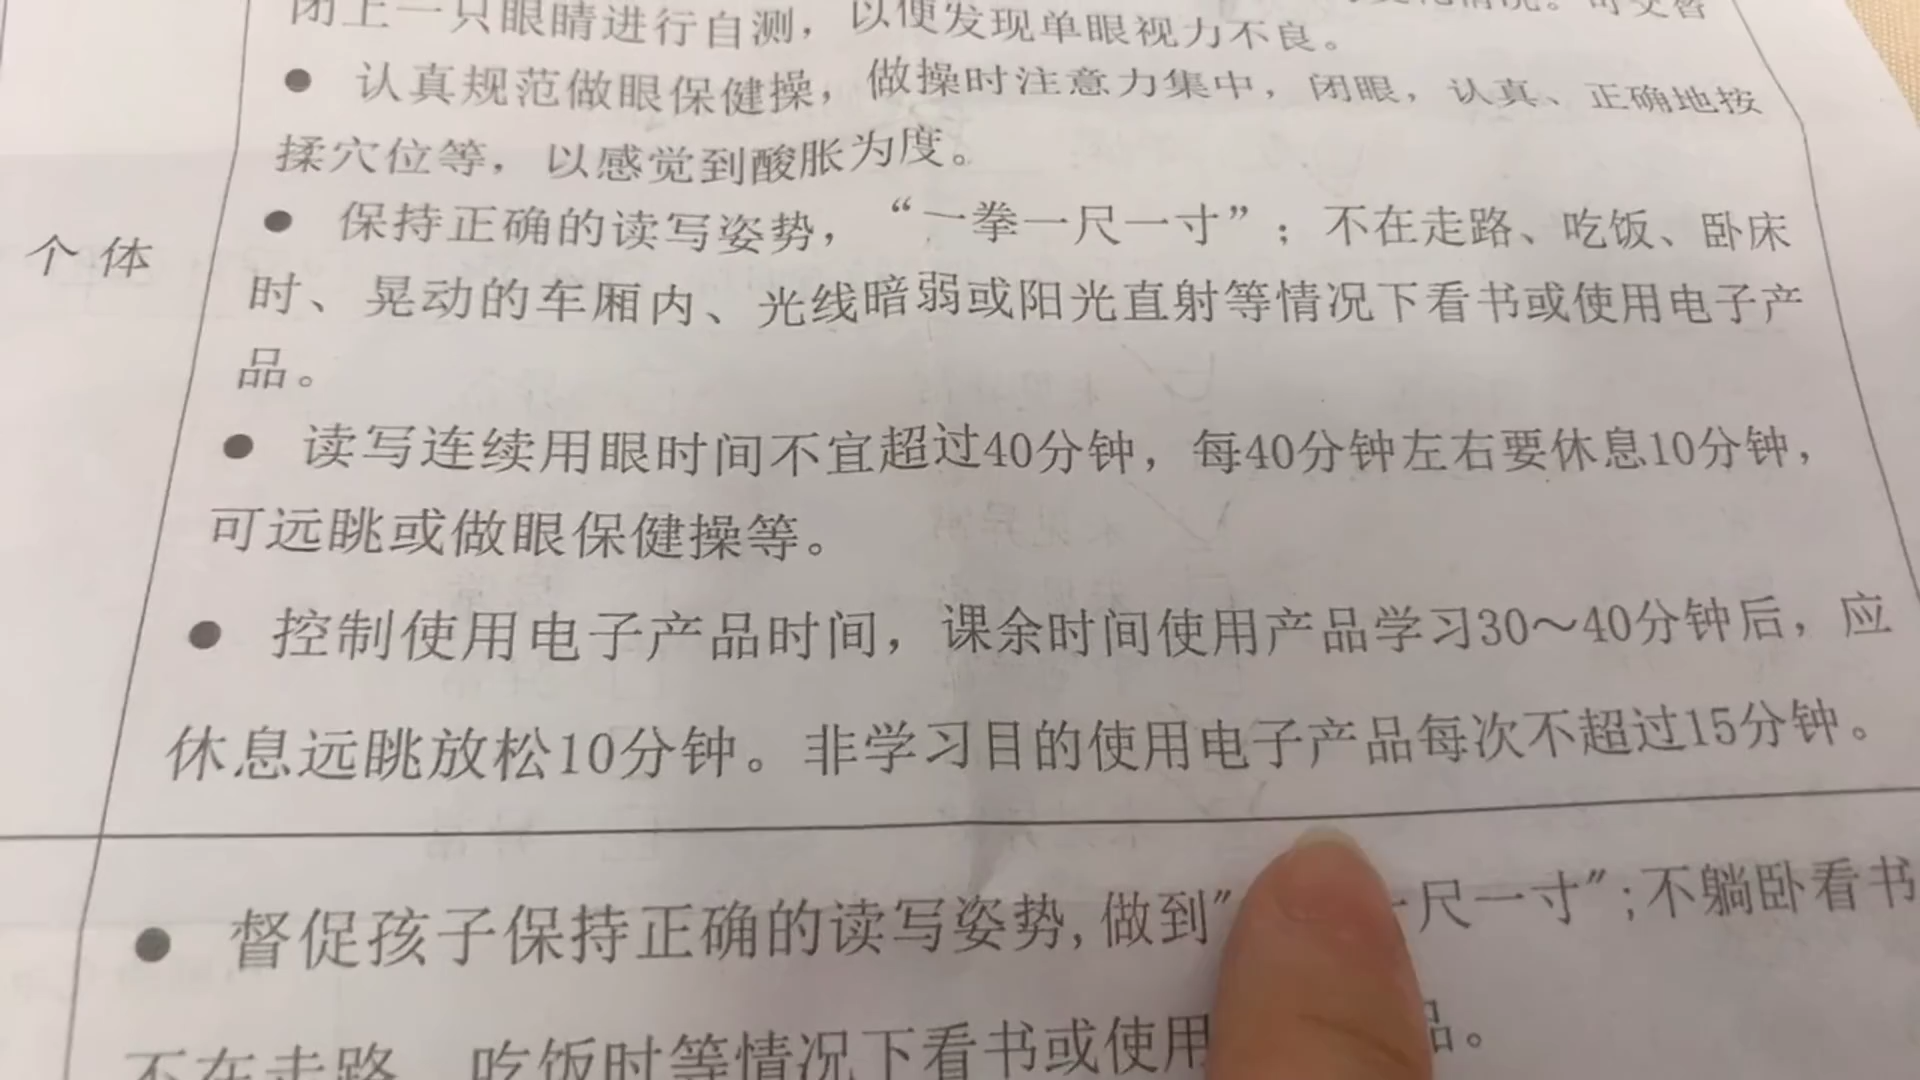 闭上一只眼睛进行自测，以便发现单眼视力不良。
● 认真规范做眼保健操，做操时注意力集中，闭眼，认真、正确地按
揉穴位等，以感觉到酸胀为度。
个体
● 保持正确的读写姿势，“一拳一尺一寸”；不在走路、吃饭、卧床
时、晃动的车厢内、光线暗弱或阳光直射等情况下看书或使用电子产
品。
● 读写连续用眼时间不宜超过40分钟，每40分钟左右要休息10分钟，
可远眺或做眼保健操等。
● 控制使用电子产品时间，课余时间使用产品学习30～40分钟后，应
休息远眺放松10分钟。非学习目的使用电子产品每次不超过15分钟。
● 督促孩子保持正确的读写姿势,做到" 尺一寸";不躺卧看书
不在走路 吃饭时等情况下看书或使用 品。